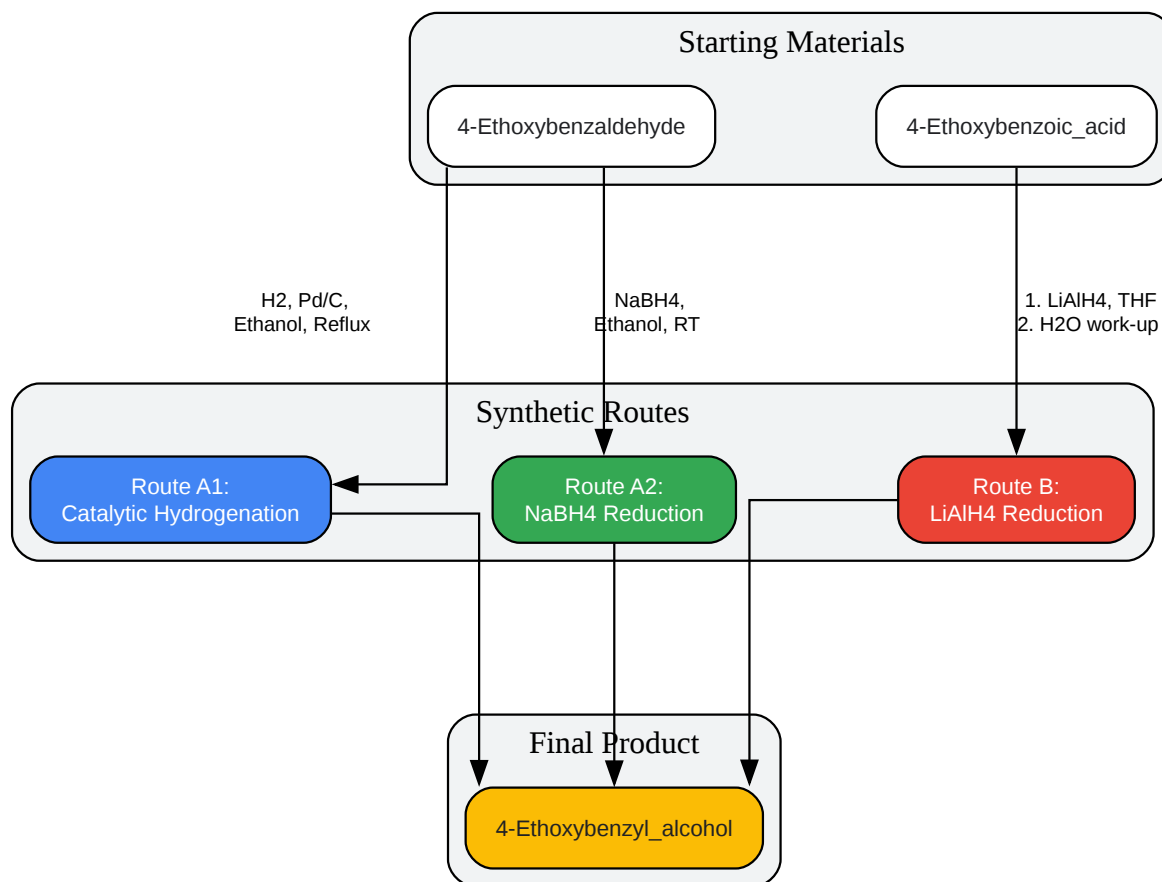 Starting Materials
4-Ethoxybenzaldehyde
4-Ethoxybenzoic_acid
H2, Pd/C,
Ethanol, Reflux
NaBH4,
Ethanol, RT
1. LiAlH4, THF
2. H2O work-up
Synthetic Routes
Route A1:
Catalytic Hydrogenation
Route A2:
NaBH4 Reduction
Route B:
LiAlH4 Reduction
Final Product
4-Ethoxybenzyl_alcohol